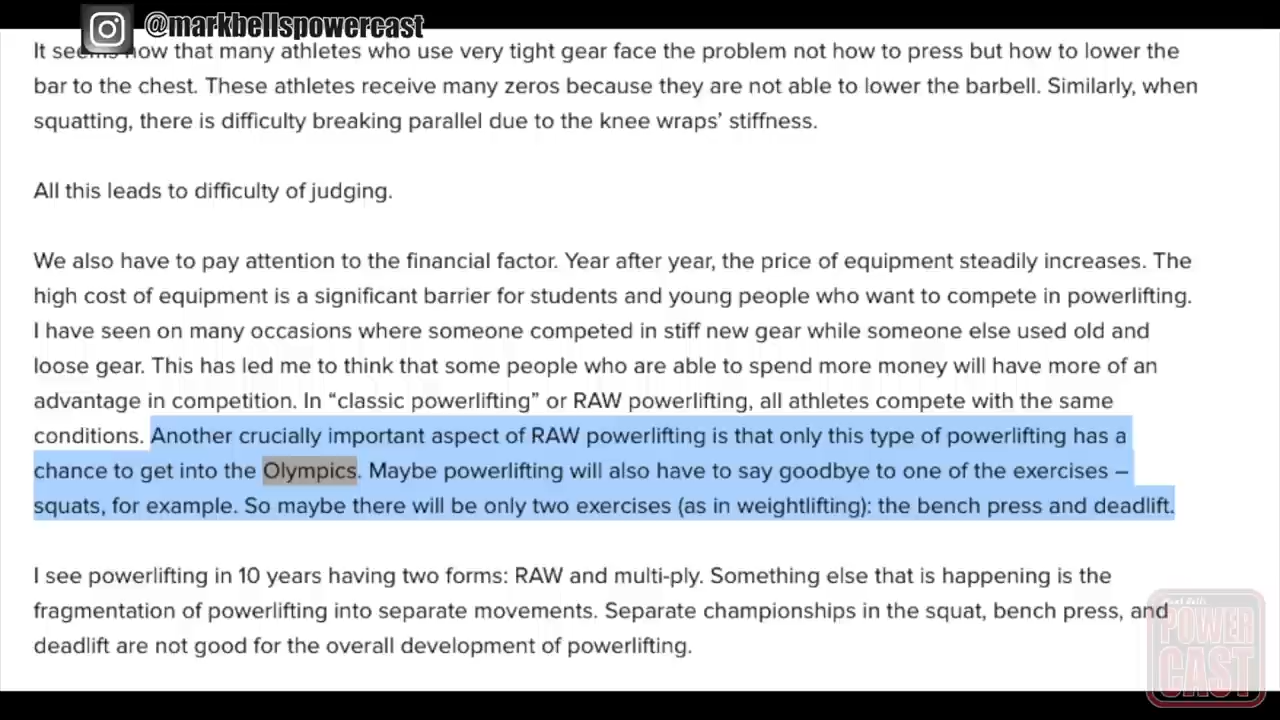 @markbellspowercast
It seems now that many athletes who use very tight gear face the problem not how to press but how to lower the
bar to the chest. These athletes receive many zeros because they are not able to lower the barbell. Similarly, when
squatting, there is difficulty breaking parallel due to the knee wraps’ stiffness.
All this leads to difficulty of judging.
We also have to pay attention to the financial factor. Year after year, the price of equipment steadily increases. The
high cost of equipment is a significant barrier for students and young people who want to compete in powerlifting.
I have seen on many occasions where someone competed in stiff new gear while someone else used old and
loose gear. This has led me to think that some people who are able to spend more money will have more of an
advantage in competition. In “classic powerlifting” or RAW powerlifting, all athletes compete with the same
conditions. Another crucially important aspect of RAW powerlifting is that only this type of powerlifting has a
chance to get into the Olympics. Maybe powerlifting will also have to say goodbye to one of the exercises –
squats, for example. So maybe there will be only two exercises (as in weightlifting): the bench press and deadlift.
I see powerlifting in 10 years having two forms: RAW and multi-ply. Something else that is happening is the
fragmentation of powerlifting into separate movements. Separate championships in the squat, bench press, and
deadlift are not good for the overall development of powerlifting.
Mark Bell's
POWER
CAST